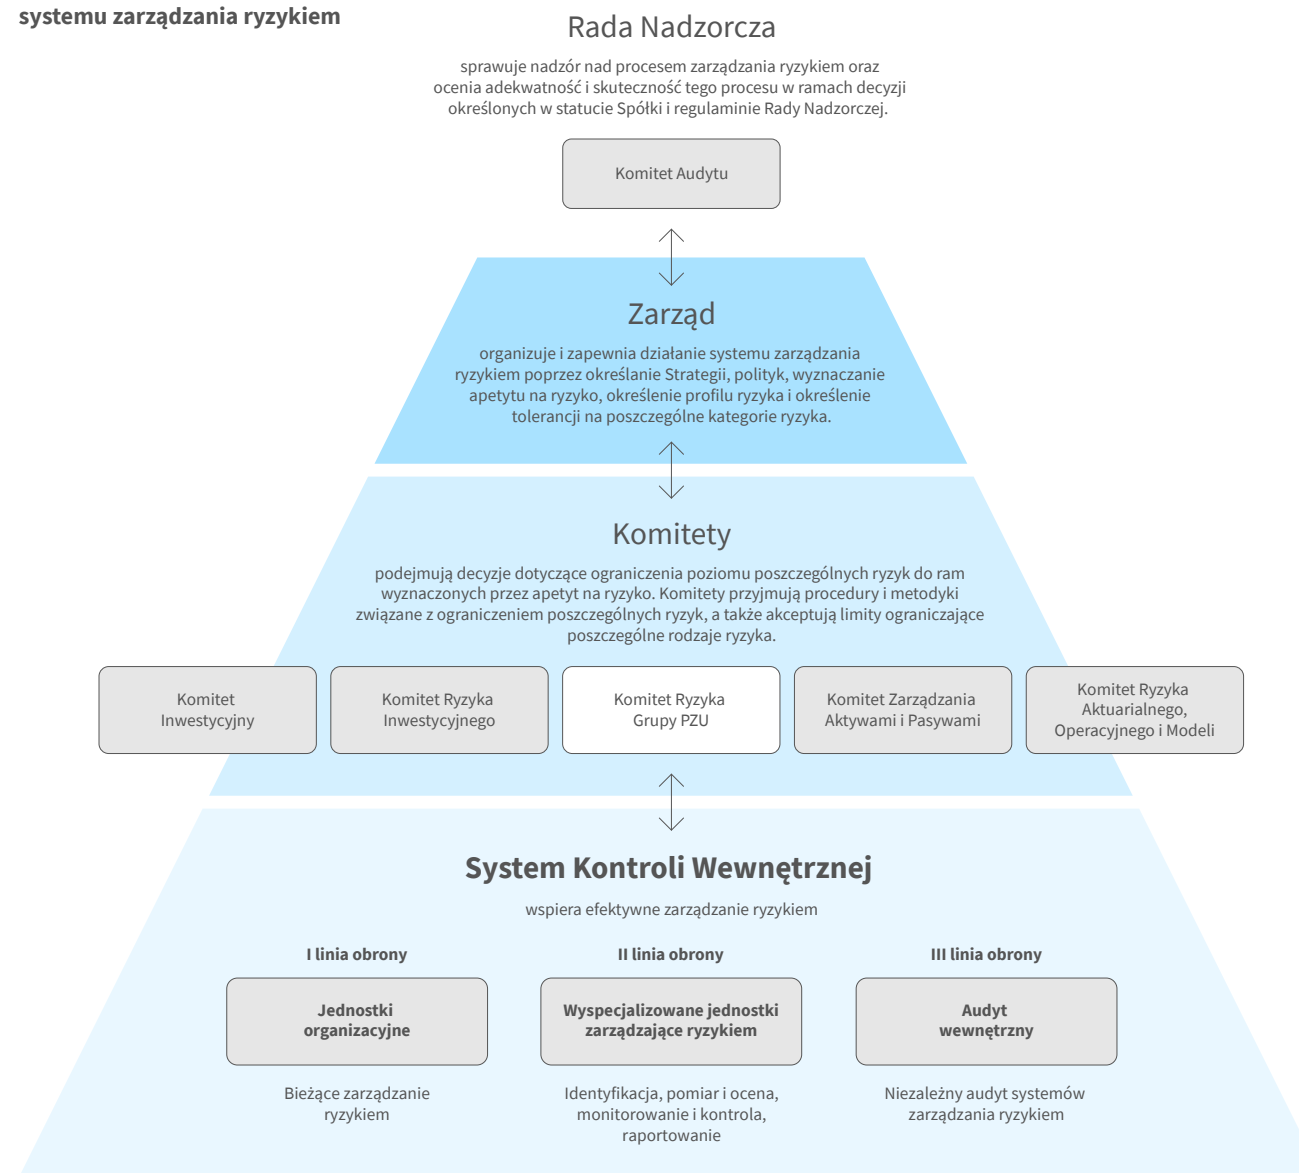 systemu zarządzania ryzykiem
Rada Nadzorcza
sprawuje nadzór nad procesem zarządzania ryzykiem oraz
ocenia adekwatność i skuteczność tego procesu w ramach decyzji
określonych w statucie Spółki i regulaminie Rady Nadzorczej.
Komitet Audytu
Zarząd
organizuje i zapewnia działanie systemu zarządzania
ryzykiem poprzez określanie Strategii, polityk, wyznaczanie
apetytu na ryzyko, określenie profilu ryzyka i określenie
tolerancji na poszczególne kategorie ryzyka.
Komitety
podejmują decyzje dotyczące ograniczenia poziomu poszczególnych ryzyk do ram
wyznaczonych przez apetyt na ryzyko. Komitety przyjmują procedury i metodyki
związane z ograniczeniem poszczególnych ryzyk, a także akceptują limity ograniczające
poszczególne rodzaje ryzyka.
Komitet
Inwestycyjny
Komitet Ryzyka
Inwestycyjnego
Komitet Ryzyka
Grupy PZU
Komitet Zarządzania
Aktywami i Pasywami
Komitet Ryzyka
Aktuarialnego,
Operacyjnego i Modeli
System Kontroli Wewnętrznej
wspiera efektywne zarządzanie ryzykiem
I linia obrony
Jednostki
organizacyjne
Bieżące zarządzanie
ryzykiem
II linia obrony
Wyspecjalizowane jednostki
zarządzające ryzykiem
Identyfikacja, pomiar i ocena,
monitorowanie i kontrola,
raportowanie
III linia obrony
Audyt
wewnętrzny
Niezależny audyt systemów
zarządzania ryzykiem